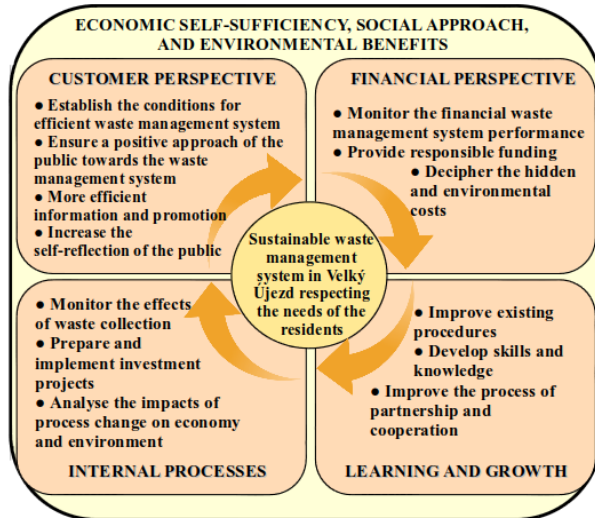 ECONOMIC SELF-SUFFICIENCY, SOCIAL APPROACH,
AND ENVIRONMENTAL BENEFITS
CUSTOMER PERSPECTIVE
● Establish the conditions for
efficient waste management system
● Ensure a positive approach of the
public towards the waste
management system
● More efficient
information and promotion
● Increase the
self-reflection of the public
FINANCIAL PERSPECTIVE
● Monitor the financial waste
management system performance
● Provide responsible funding
● Decipher the hidden
and environmental
costs
Sustainable waste
management
system in Velký
Újezd respecting
the needs of the
residents
● Monitor the effects
of waste collection
● Prepare and
implement investment
projects
● Analyse the impacts of
process change on economy
and environment
INTERNAL PROCESSES
● Improve existing
procedures
● Develop skills and
knowledge
● Improve the process of
partnership and
cooperation
LEARNING AND GROWTH